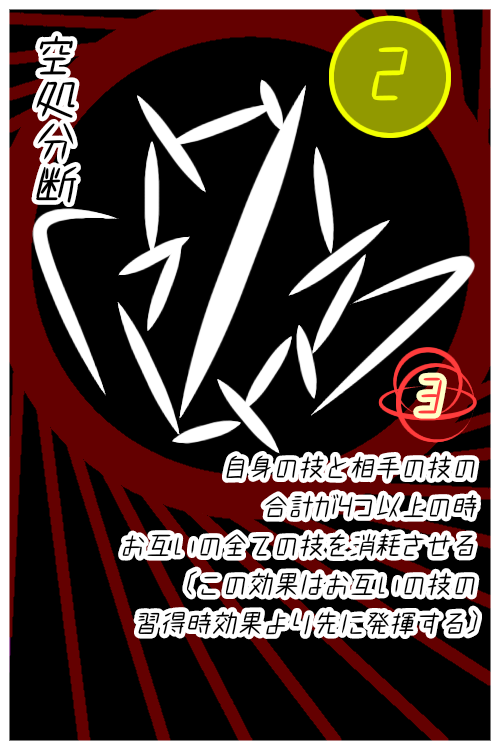 空処分断
2
3
自身の技と相手の技の
合計が4つ以上の時
お互いの全ての技を消耗させる
(この効果はお互いの技の
習得時効果より先に発揮する)